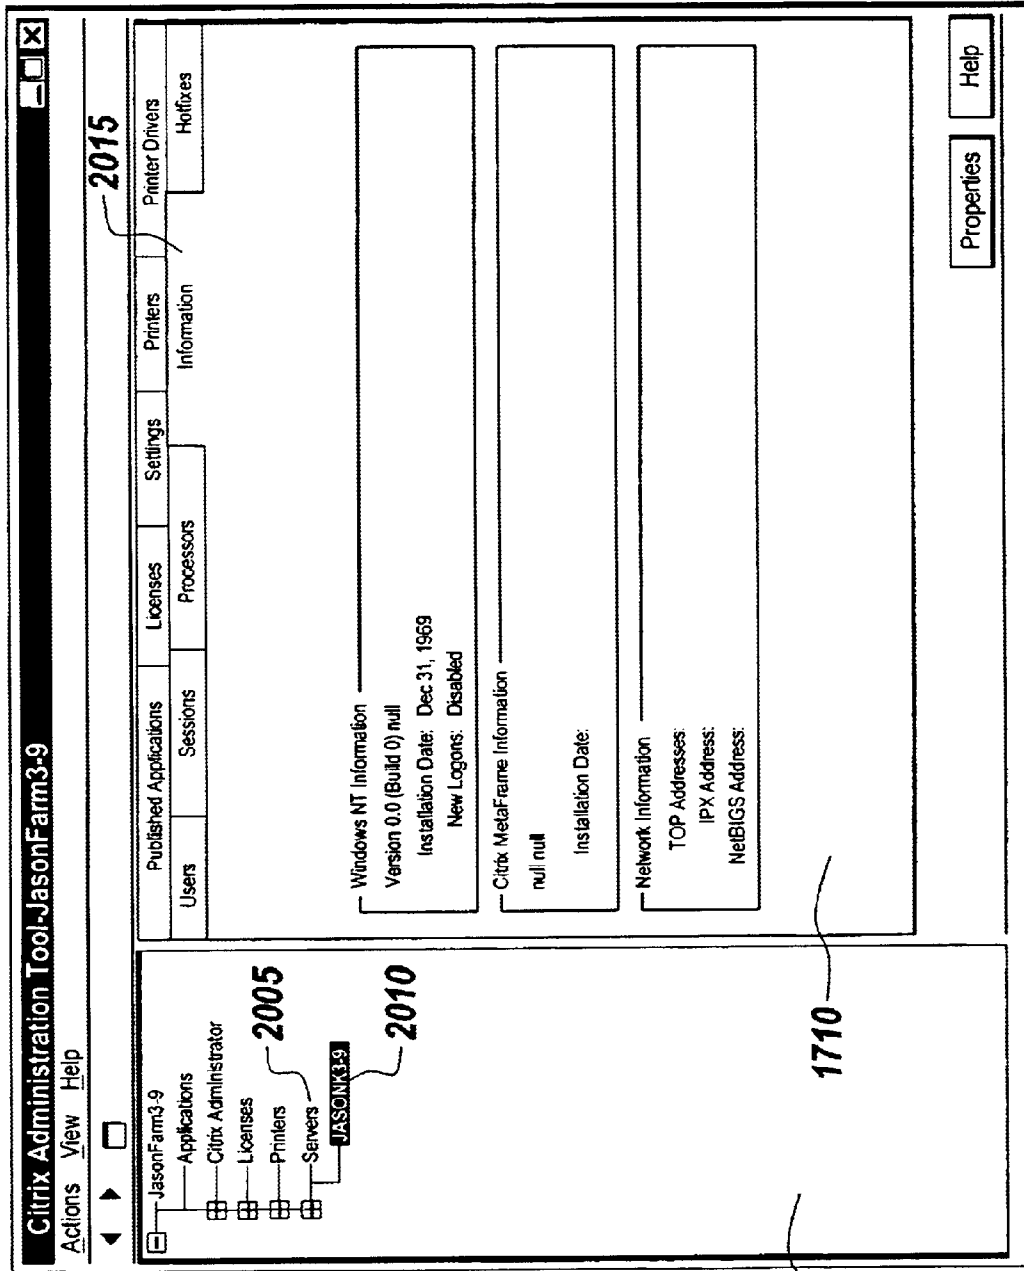 Citrix Administration Tool-JasonFarm3-9
Actions View Help
JasonFarm3-9
Applications
Citrix Administrator
Licenses
Printers
Servers
JASONK3-9
2005
2010
Published Applications Licenses Settings Printers Printer Drivers
Users Sessions Processors Information Hotfixes
2015
Windows NT Information
Version 0.0 (Build 0) null
Installation Date: Dec 31, 1969
New Logons: Disabled
Citrix MetaFrame Information
null null
Installation Date:
Network Information
TOP Addresses:
IPX Address:
NetBIGS Address:
1710
Properties Help